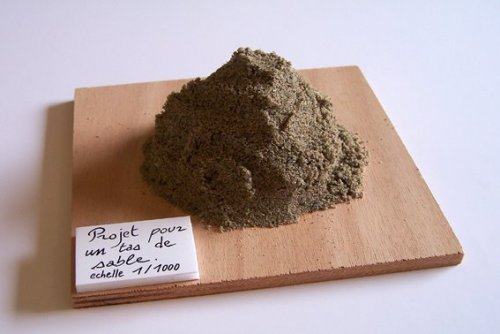 Projet pour
un tas de
sable.
echelle 1/1000